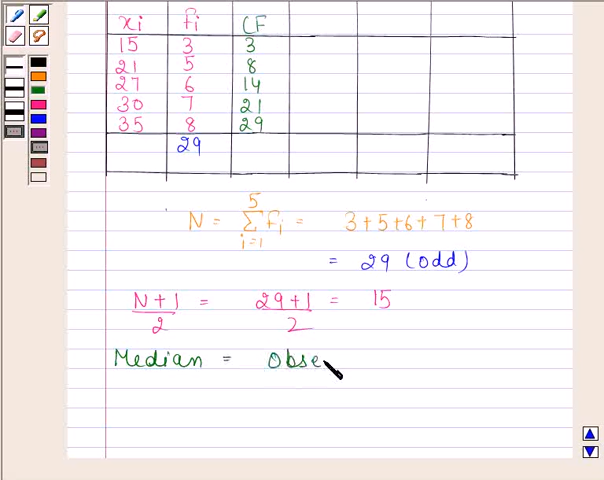 xi fi CF
15 3 3
21 5 8
27 6 14
30 7 21
35 8 29
29
N = 5 Σ i=1 fi = 3+5+6+7+8
= 29 (odd)
N+1/2 = 29+1/2 = 15
Median = Obse